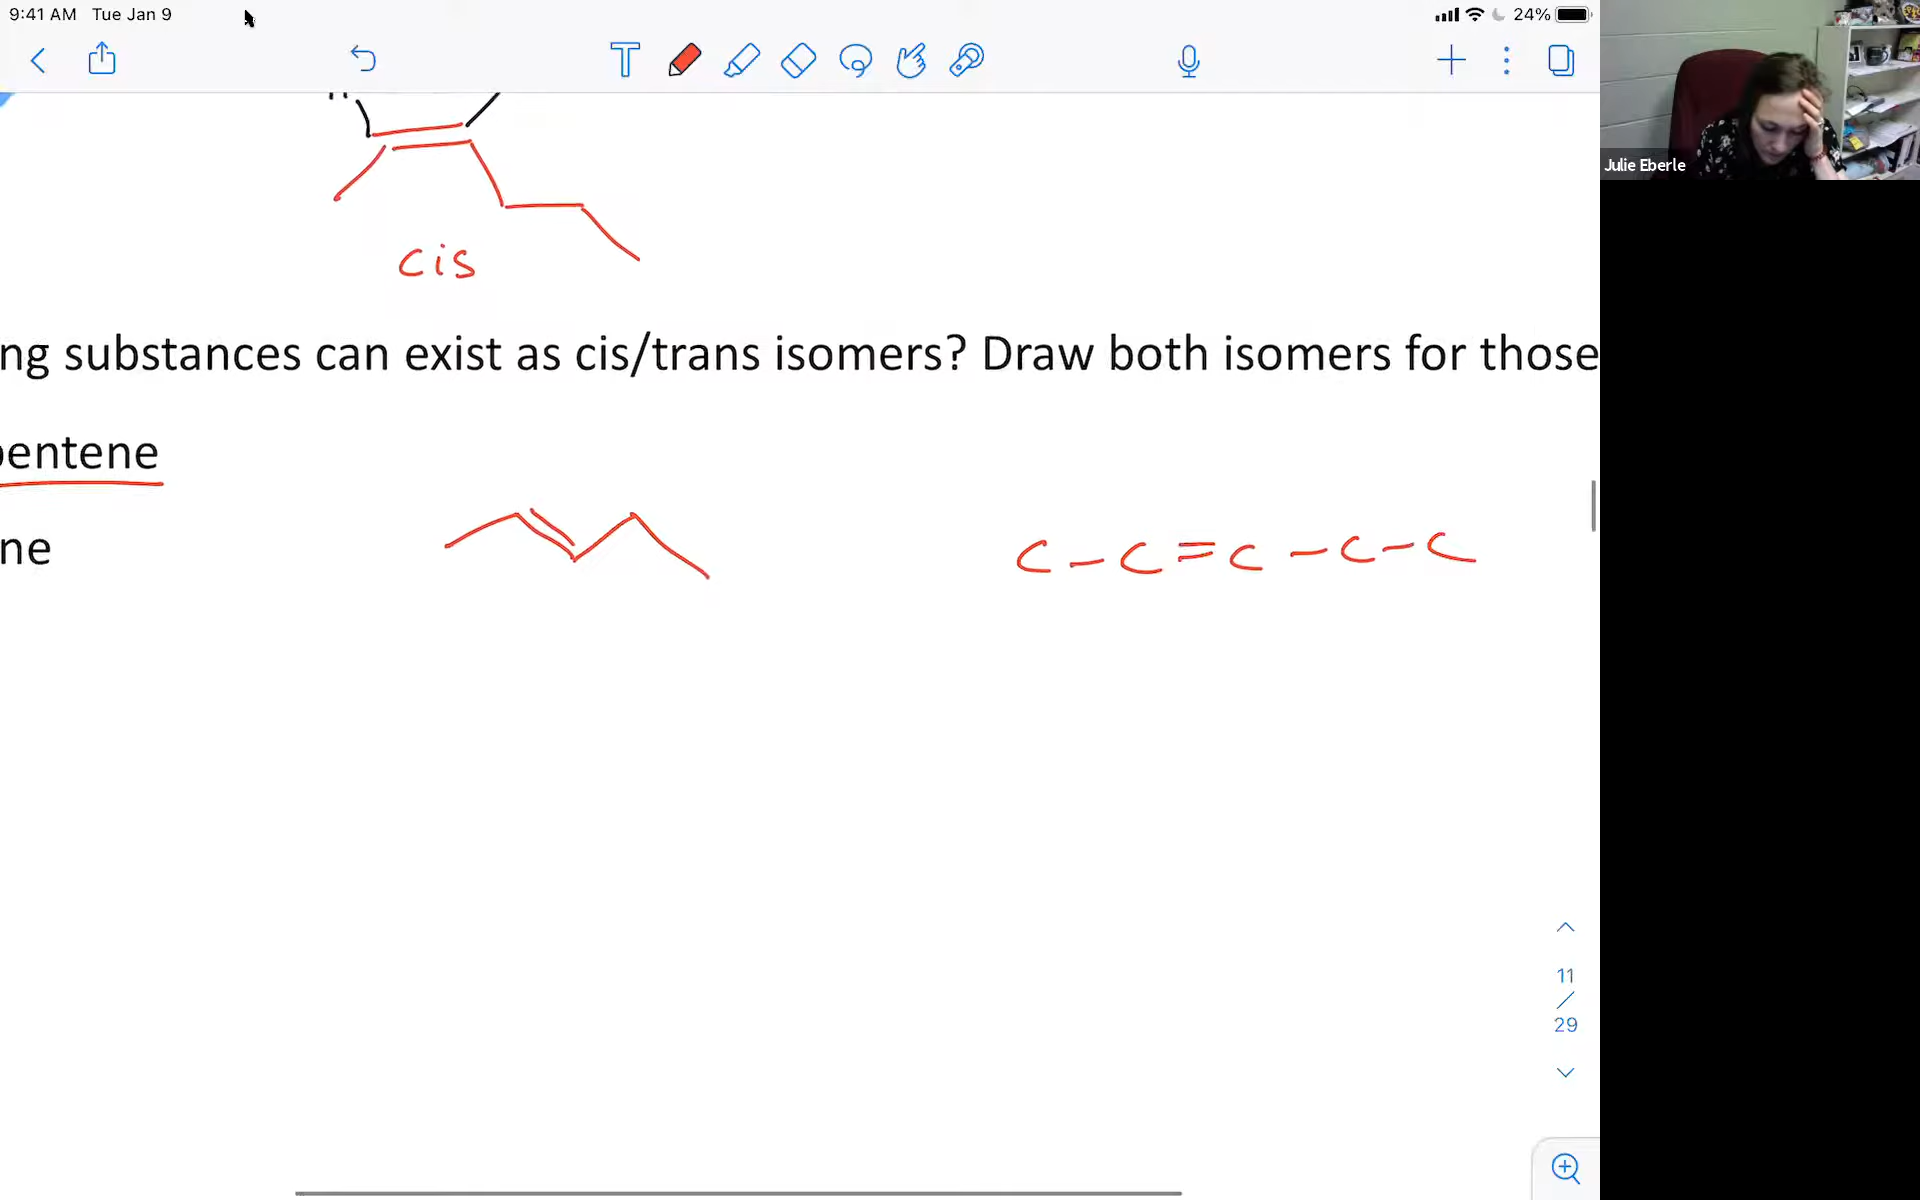 9:41 AM Tue Jan 9
24%
Julie Eberle
cis
ng substances can exist as cis/trans isomers? Draw both isomers for those
pentene
ne
C - C = C - C - C
11
/
29